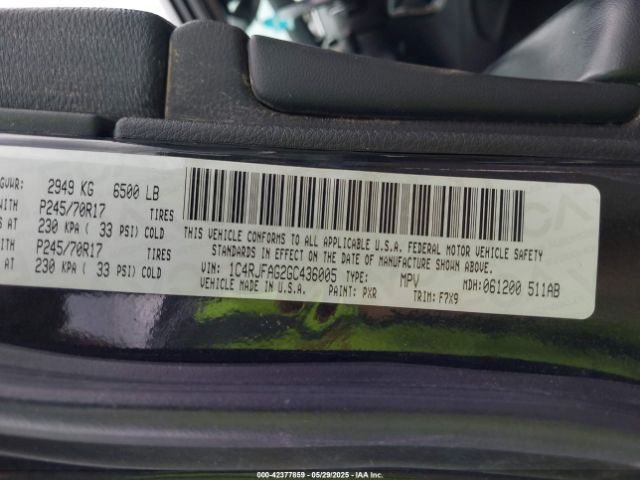 GVWR: 2949 KG 6500 LB
WITH P245/70R17 TIRES
230 KPA ( 33 PSI) COLD
WITH P245/70R17 TIRES
230 KPA ( 33 PSI) COLD
THIS VEHICLE CONFORMS TO ALL APPLICABLE U.S.A. FEDERAL MOTOR VEHICLE SAFETY
STANDARDS IN EFFECT ON THE DATE OF MANUFACTURE SHOWN ABOVE.
VIN: 1C4RJFAG2GC436005 TYPE: MPV MDH: 061200 511AB
VEHICLE MADE IN U.S.A. PAINT: PXR TRIM: F7X9
000-42377859 - 05/29/2025 - IAA Inc.